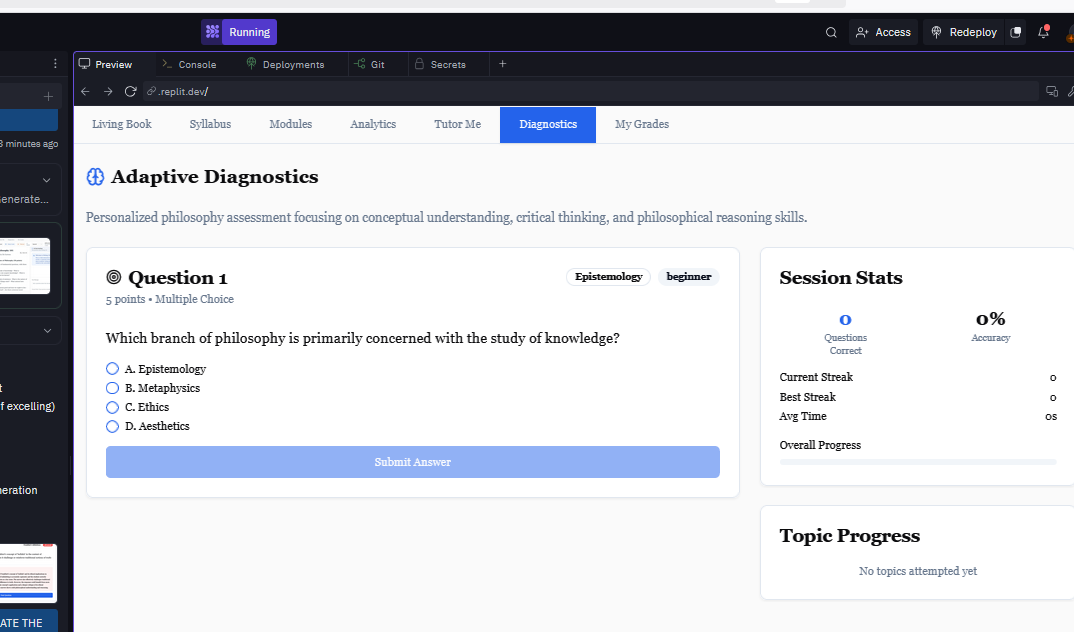 Running
Access
Redeploy
Preview
Console
Deployments
Git
Secrets
.replit.dev/
Living Book
Syllabus
Modules
Analytics
Tutor Me
Diagnostics
My Grades
minutes ago
enerate...
f excelling)
neration
ATE THE
Adaptive Diagnostics
Personalized philosophy assessment focusing on conceptual understanding, critical thinking, and philosophical reasoning skills.
Question 1
Epistemology
beginner
5 points • Multiple Choice
Which branch of philosophy is primarily concerned with the study of knowledge?
A. Epistemology
B. Metaphysics
C. Ethics
D. Aesthetics
Submit Answer
Session Stats
0
Questions
Correct
0%
Accuracy
Current Streak 0
Best Streak 0
Avg Time 0s
Overall Progress
Topic Progress
No topics attempted yet